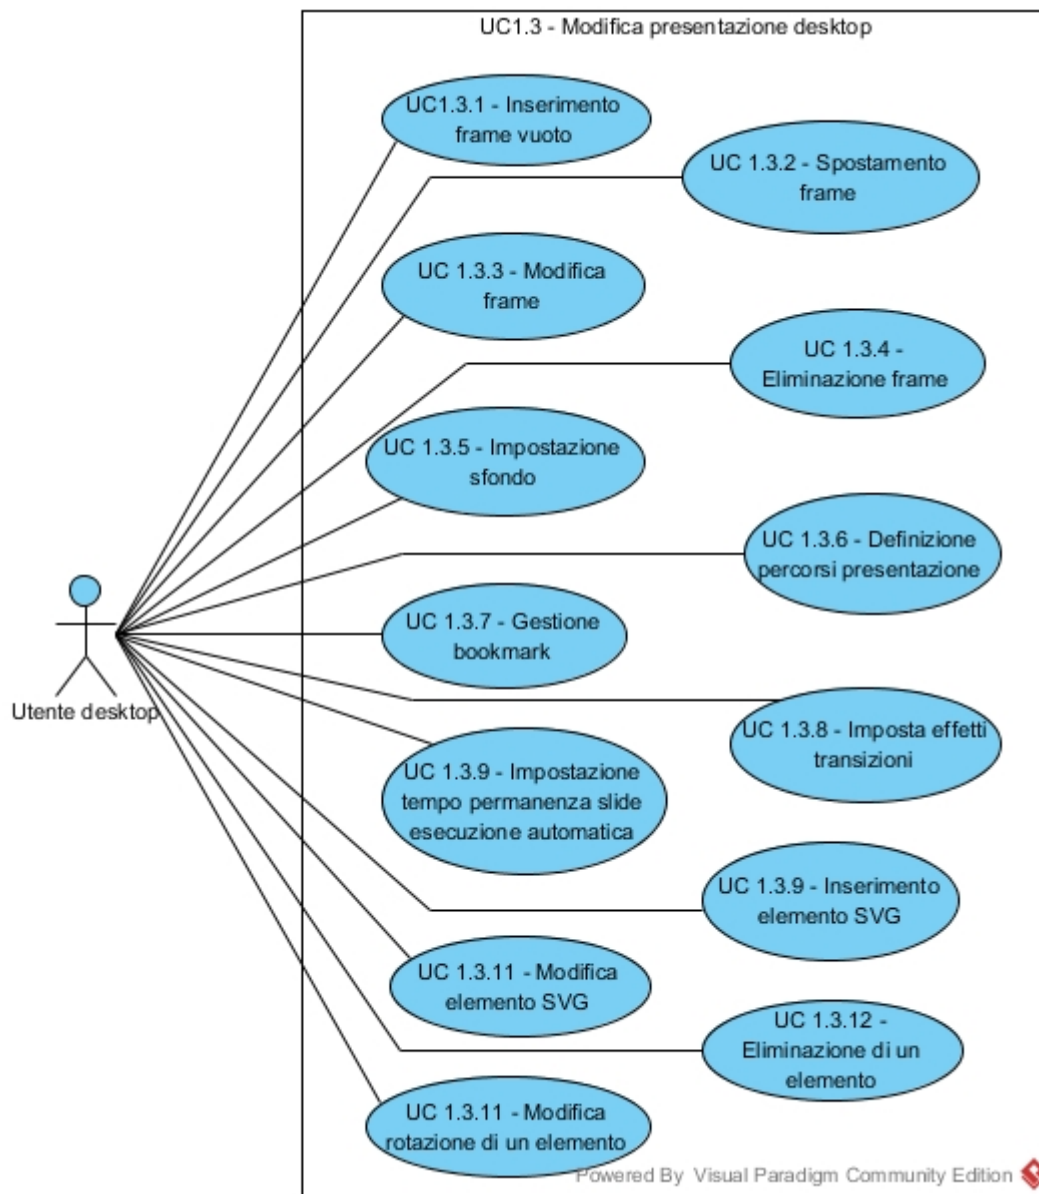 UC1.3 - Modifica presentazione desktop
UC1.3.1 - Inserimento
frame vuoto
UC 1.3.2 - Spostamento
frame
UC 1.3.3 - Modifica
frame
UC 1.3.4 -
Eliminazione frame
UC 1.3.5 - Impostazione
sfondo
UC 1.3.6 - Definizione
percorsi presentazione
UC 1.3.7 - Gestione
bookmark
Utente desktop
UC 1.3.8 - Imposta effetti
transizioni
UC 1.3.9 - Impostazione
tempo permanenza slide
esecuzione automatica
UC 1.3.9 - Inserimento
elemento SVG
UC 1.3.11 - Modifica
elemento SVG
UC 1.3.12 -
Eliminazione di un
elemento
UC 1.3.11 - Modifica
rotazione di un elemento
Powered By Visual Paradigm Community Edition